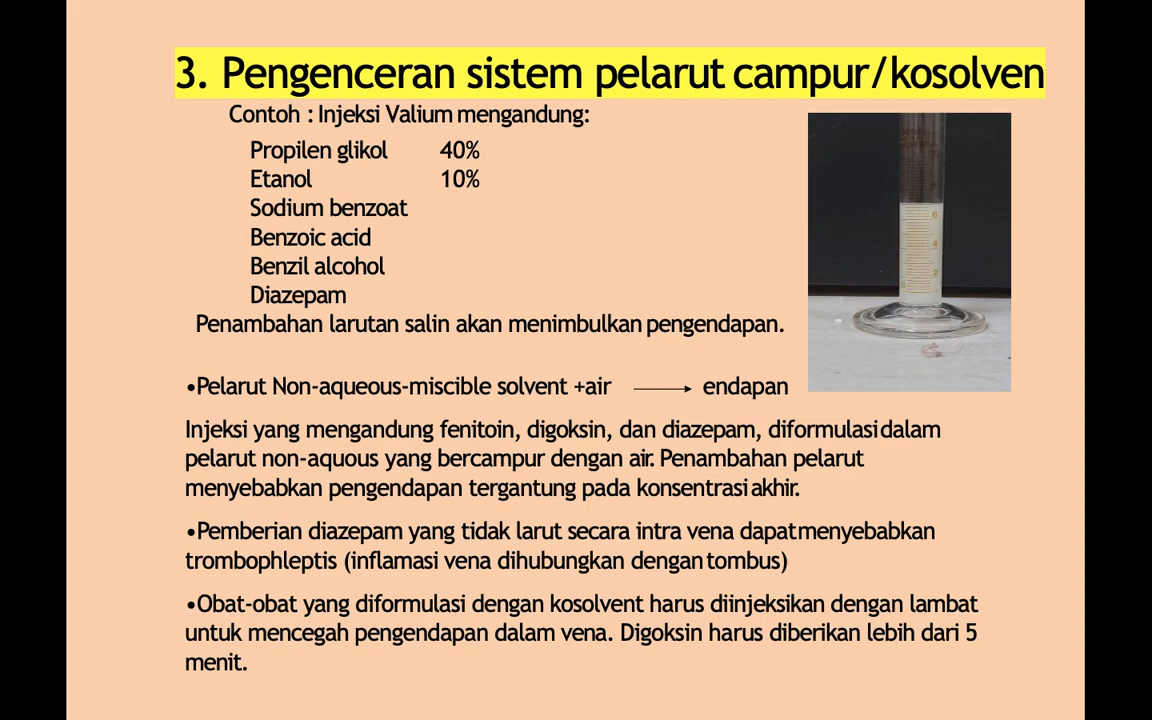 3. Pengenceran sistem pelarut campur/kosolven
Contoh : Injeksi Valium mengandung:
Propilen glikol 40%
Etanol 10%
Sodium benzoat
Benzoic acid
Benzil alcohol
Diazepam
Penambahan larutan salin akan menimbulkan pengendapan.
6
4
2
•Pelarut Non-aqueous-miscible solvent +air → endapan
Injeksi yang mengandung fenitoin, digoksin, dan diazepam, diformulasi dalam
pelarut non-aquous yang bercampur dengan air. Penambahan pelarut
menyebabkan pengendapan tergantung pada konsentrasi akhir.
•Pemberian diazepam yang tidak larut secara intra vena dapat menyebabkan
trombophleptis (inflamasi vena dihubungkan dengan tombus)
•Obat-obat yang diformulasi dengan kosolvent harus diinjeksikan dengan lambat
untuk mencegah pengendapan dalam vena. Digoksin harus diberikan lebih dari 5
menit.